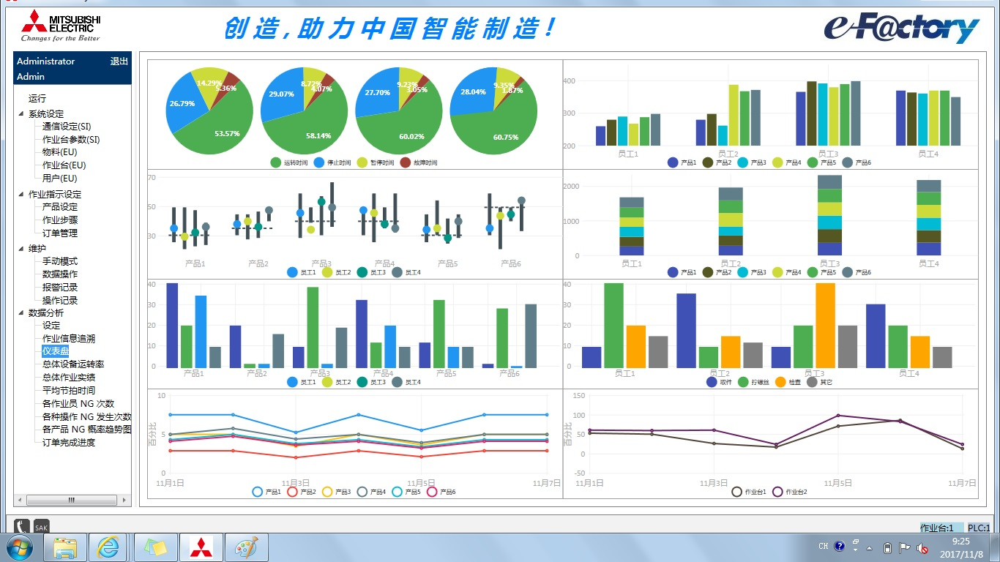 MITSUBISHI
ELECTRIC
Changes for the Better
创造,助力中国智能制造!
e-F@ctory
Administrator 退出
Admin
运行
系统设定
通信设定(SI)
作业台参数(SI)
物料(EU)
作业台(EU)
用户(EU)
作业指示设定
产品设定
作业步骤
订单管理
维护
手动模式
数据操作
报警记录
操作记录
数据分析
设定
作业信息追溯
仪表盘
总体设备运转率
总体作业实绩
平均节拍时间
各作业员 NG 次数
各种操作 NG 发生次数
各产品 NG 概率趋势图
订单完成进度
14.29% 5.36% 26.79% 53.57%
8.72% 4.07% 29.07% 58.14%
9.23% 3.05% 27.70% 60.02%
9.35% 1.87% 28.04% 60.75%
运转时间 停止时间 暂停时间 故障时间
400
300
200
员工1 员工2 员工3 员工4
产品1 产品2 产品3 产品4 产品5 产品6
70
50
30
产品1 产品2 产品3 产品4 产品5 产品6
员工1 员工2 员工3 员工4
2000
1000
0
员工1 员工2 员工3 员工4
产品1 产品2 产品3 产品4 产品5 产品6
40
30
20
10
0
产品1 产品2 产品3 产品4 产品5 产品6
员工1 员工2 员工3 员工4
40
30
20
10
0
员工1 员工2 员工3 员工4
取件 拧螺丝 检查 其它
10
5
0
百分比
11月1日 11月3日 11月5日 11月7日
产品1 产品2 产品3 产品4 产品5 产品6
150
100
50
0
-50
百分比
11月1日 11月3日 11月5日 11月7日
作业台1 作业台2
SAK
作业台:1 PLC:1
CH
9:25
2017/11/8